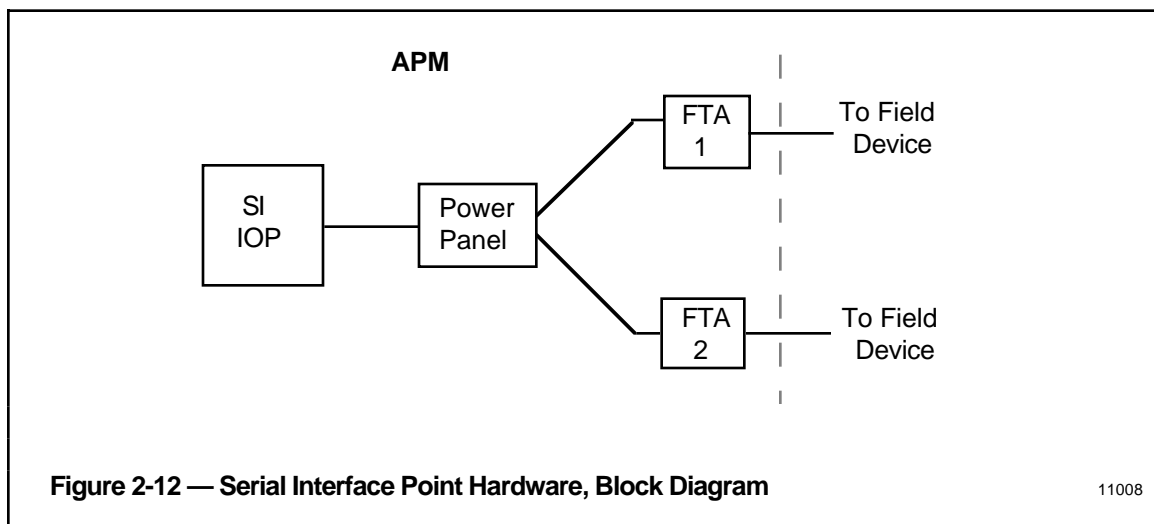 APM
FTA
1
To Field
Device
SI
IOP
Power
Panel
FTA
2
To Field
Device
Figure 2-12 — Serial Interface Point Hardware, Block Diagram
11008